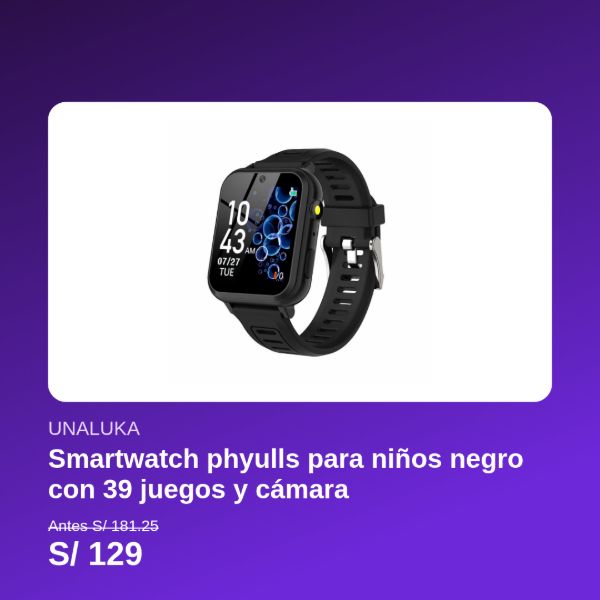 10
43 AM
07/27
TUE
UNALUKA
Smartwatch phyulls para niños negro
con 39 juegos y cámara
Antes S/ 181.25
S/ 129